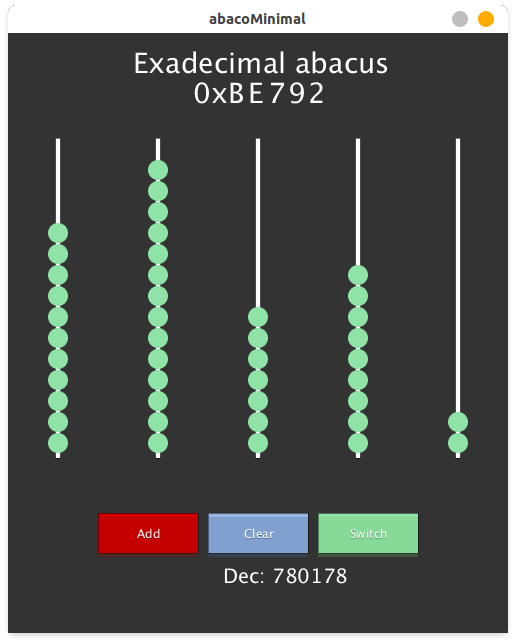 abacoMinimal
Exadecimal abacus
0xBE792
Add Clear Switch
Dec: 780178